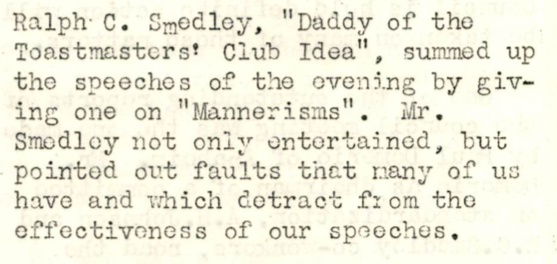 Ralph C. Smedley, "Daddy of the
Toastmasters' Club Idea", summed up
the speeches of the evening by giv-
ing one on "Mannerisms". Mr.
Smedley not only entertained, but
pointed out faults that many of us
have and which detract from the
effectiveness of our speeches.